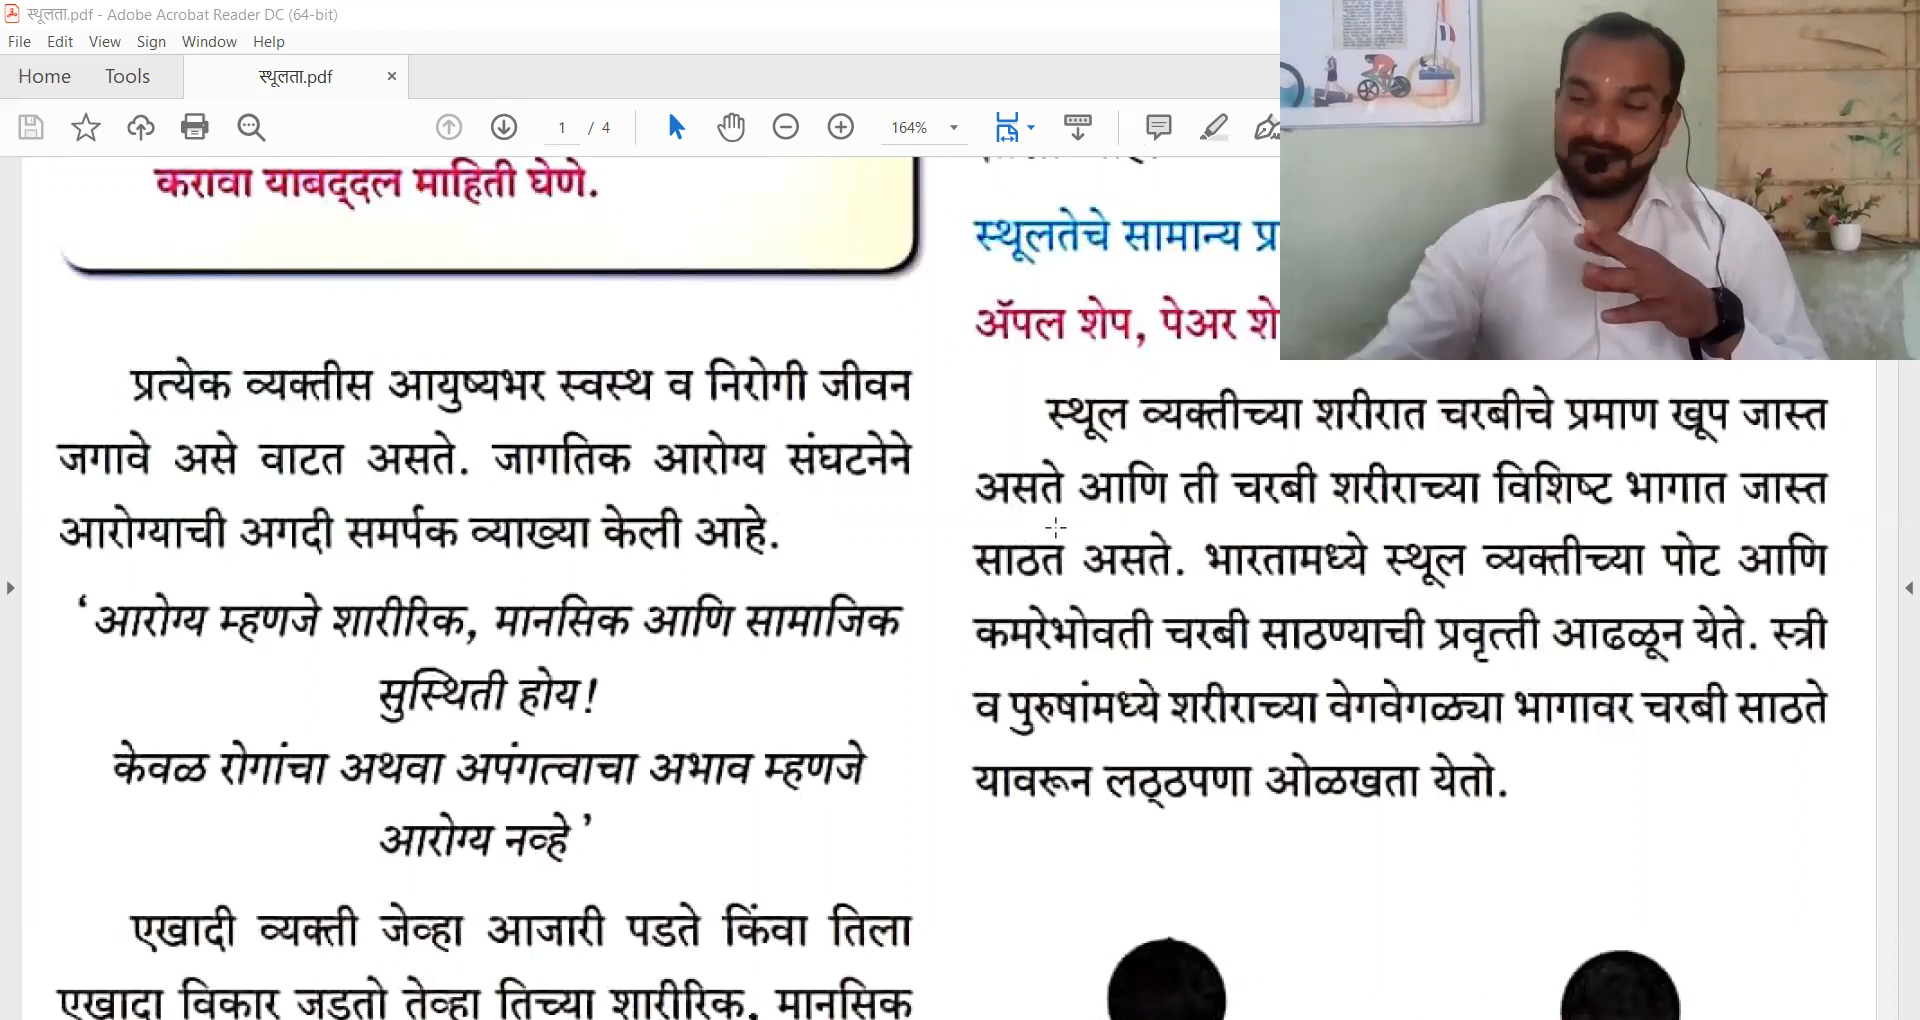 स्थूलता.pdf - Adobe Acrobat Reader DC (64-bit)
File Edit View Sign Window Help
Home Tools स्थूलता.pdf ×
1 / 4 164%
करावा याबद्दल माहिती घेणे.
प्रत्येक व्यक्तीस आयुष्यभर स्वस्थ व निरोगी जीवन
जगावे असे वाटत असते. जागतिक आरोग्य संघटनेने
आरोग्याची अगदी समर्पक व्याख्या केली आहे.
‘आरोग्य म्हणजे शारीरिक, मानसिक आणि सामाजिक
सुस्थिती होय!
केवळ रोगांचा अथवा अपंगत्वाचा अभाव म्हणजे
आरोग्य नव्हे’
एखादी व्यक्ती जेव्हा आजारी पडते किंवा तिला
एखादा विकार जडतो तेव्हा तिच्या शारीरिक, मानसिक
स्थूलतेचे सामान्य प्र
ॲपल शेप, पेअर शे
स्थूल व्यक्तीच्या शरीरात चरबीचे प्रमाण खूप जास्त
असते आणि ती चरबी शरीराच्या विशिष्ट भागात जास्त
साठत असते. भारतामध्ये स्थूल व्यक्तीच्या पोट आणि
कमरेभोवती चरबी साठण्याची प्रवृत्ती आढळून येते. स्त्री
व पुरुषांमध्ये शरीराच्या वेगवेगळ्या भागावर चरबी साठते
यावरून लठ्ठपणा ओळखता येतो.